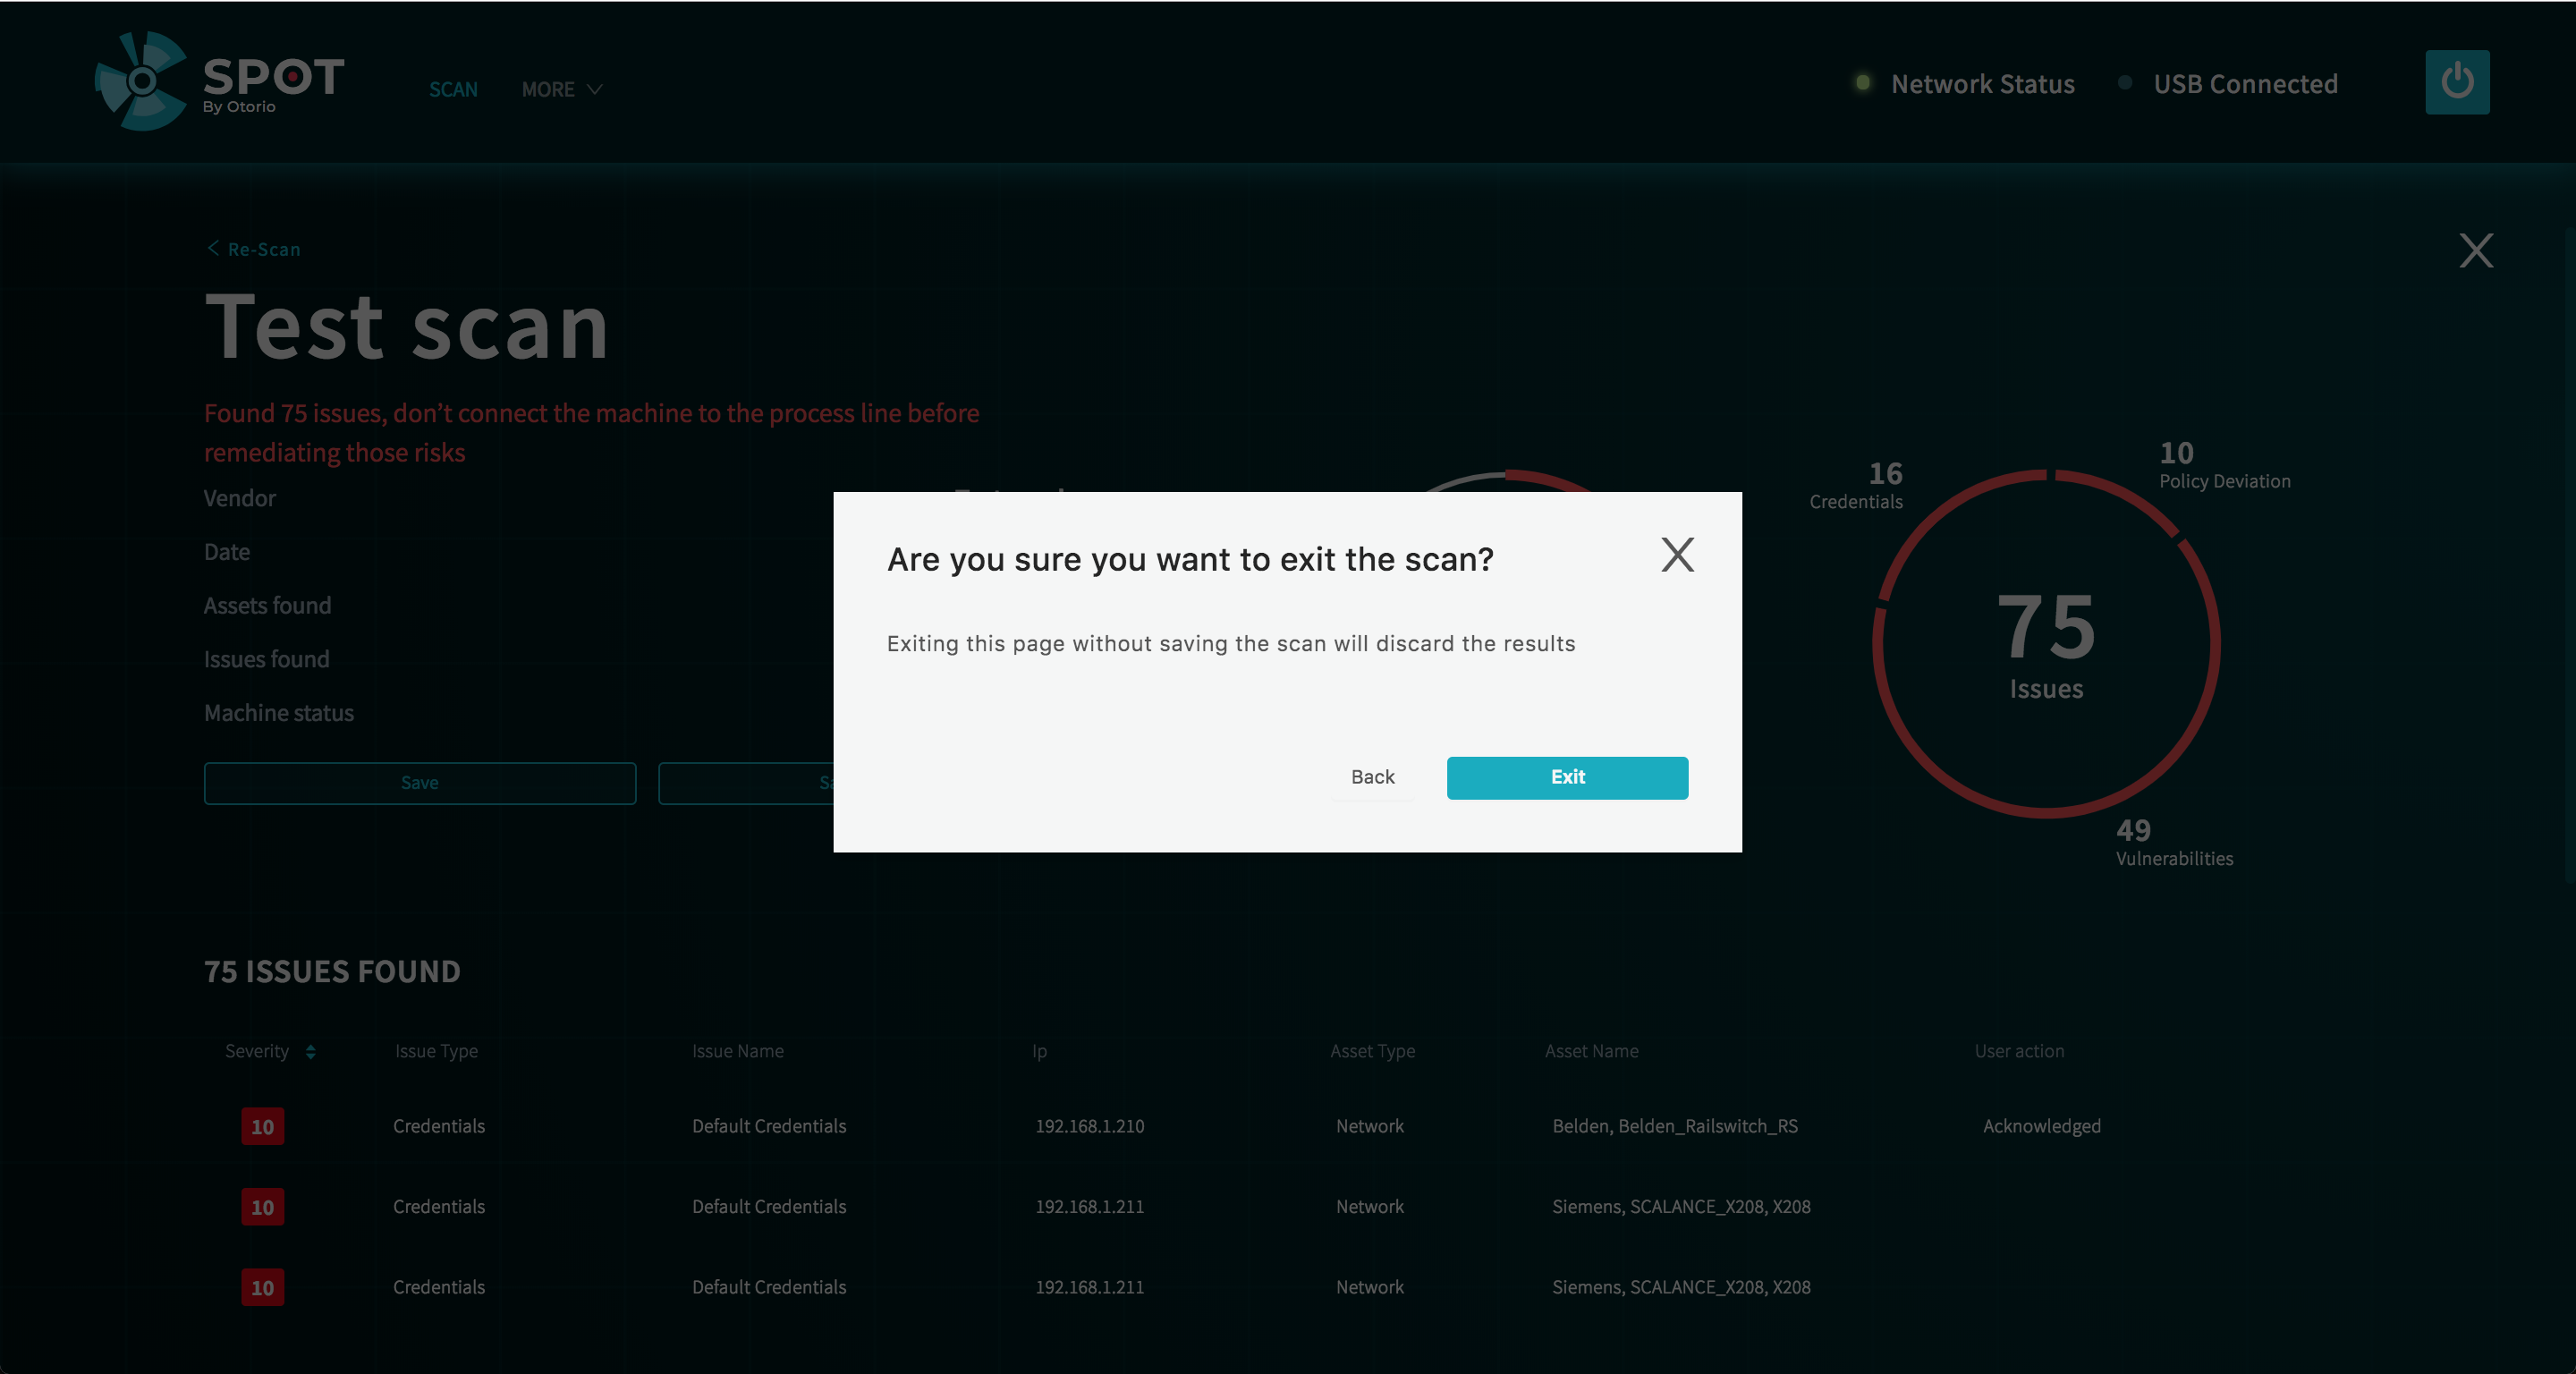 SPOT
By Otorio
SCAN
MORE
Network Status
USB Connected
Re-Scan
Test scan
Found 75 issues, don't connect the machine to the process line before
remediating those risks
Vendor
Date
Assets found
Issues found
Machine status
Save
Are you sure you want to exit the scan?
Exiting this page without saving the scan will discard the results
Back
Exit
16
Credentials
10
Policy Deviation
75
Issues
49
Vulnerabilities
75 ISSUES FOUND
Severity Issue Type Issue Name Ip Asset Type Asset Name User action
10 Credentials Default Credentials 192.168.1.210 Network Belden, Belden_Railswitch_RS Acknowledged
10 Credentials Default Credentials 192.168.1.211 Network Siemens, SCALANCE_X208, X208
10 Credentials Default Credentials 192.168.1.211 Network Siemens, SCALANCE_X208, X208